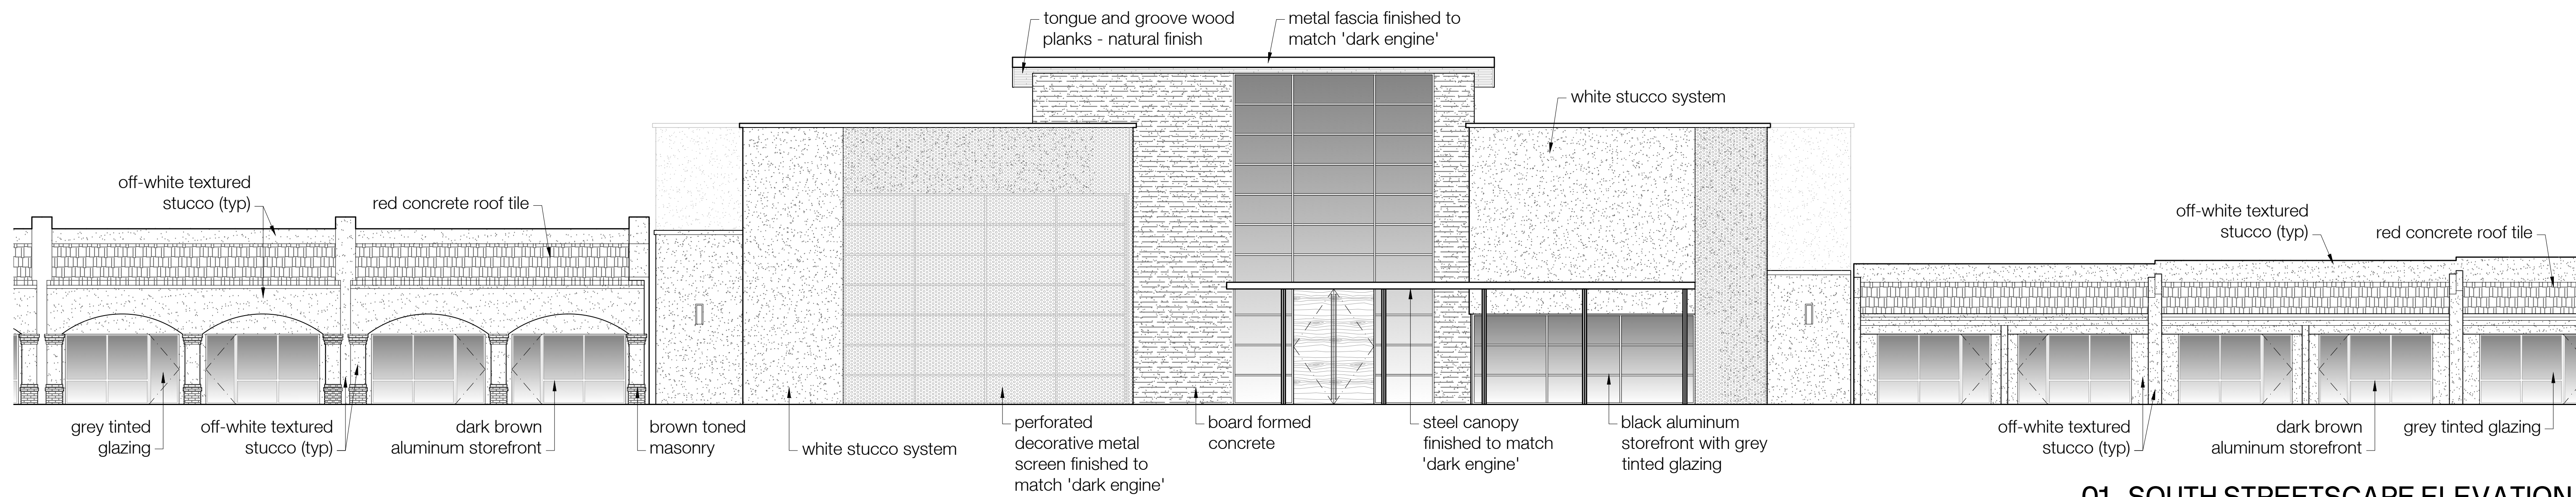 tongue and groove wood
planks - natural finish
metal fascia finished to
match 'dark engine'
white stucco system
off-white textured
stucco (typ)
red concrete roof tile
off-white textured
stucco (typ)
red concrete roof tile
grey tinted
glazing
off-white textured
stucco (typ)
dark brown
aluminum storefront
brown toned
masonry
white stucco system
perforated
decorative metal
screen finished to
match 'dark engine'
board formed
concrete
steel canopy
finished to match
'dark engine'
black aluminum
storefront with grey
tinted glazing
off-white textured
stucco (typ)
dark brown
aluminum storefront
grey tinted glazing
01 SOUTH STREETSCAPE ELEVATION